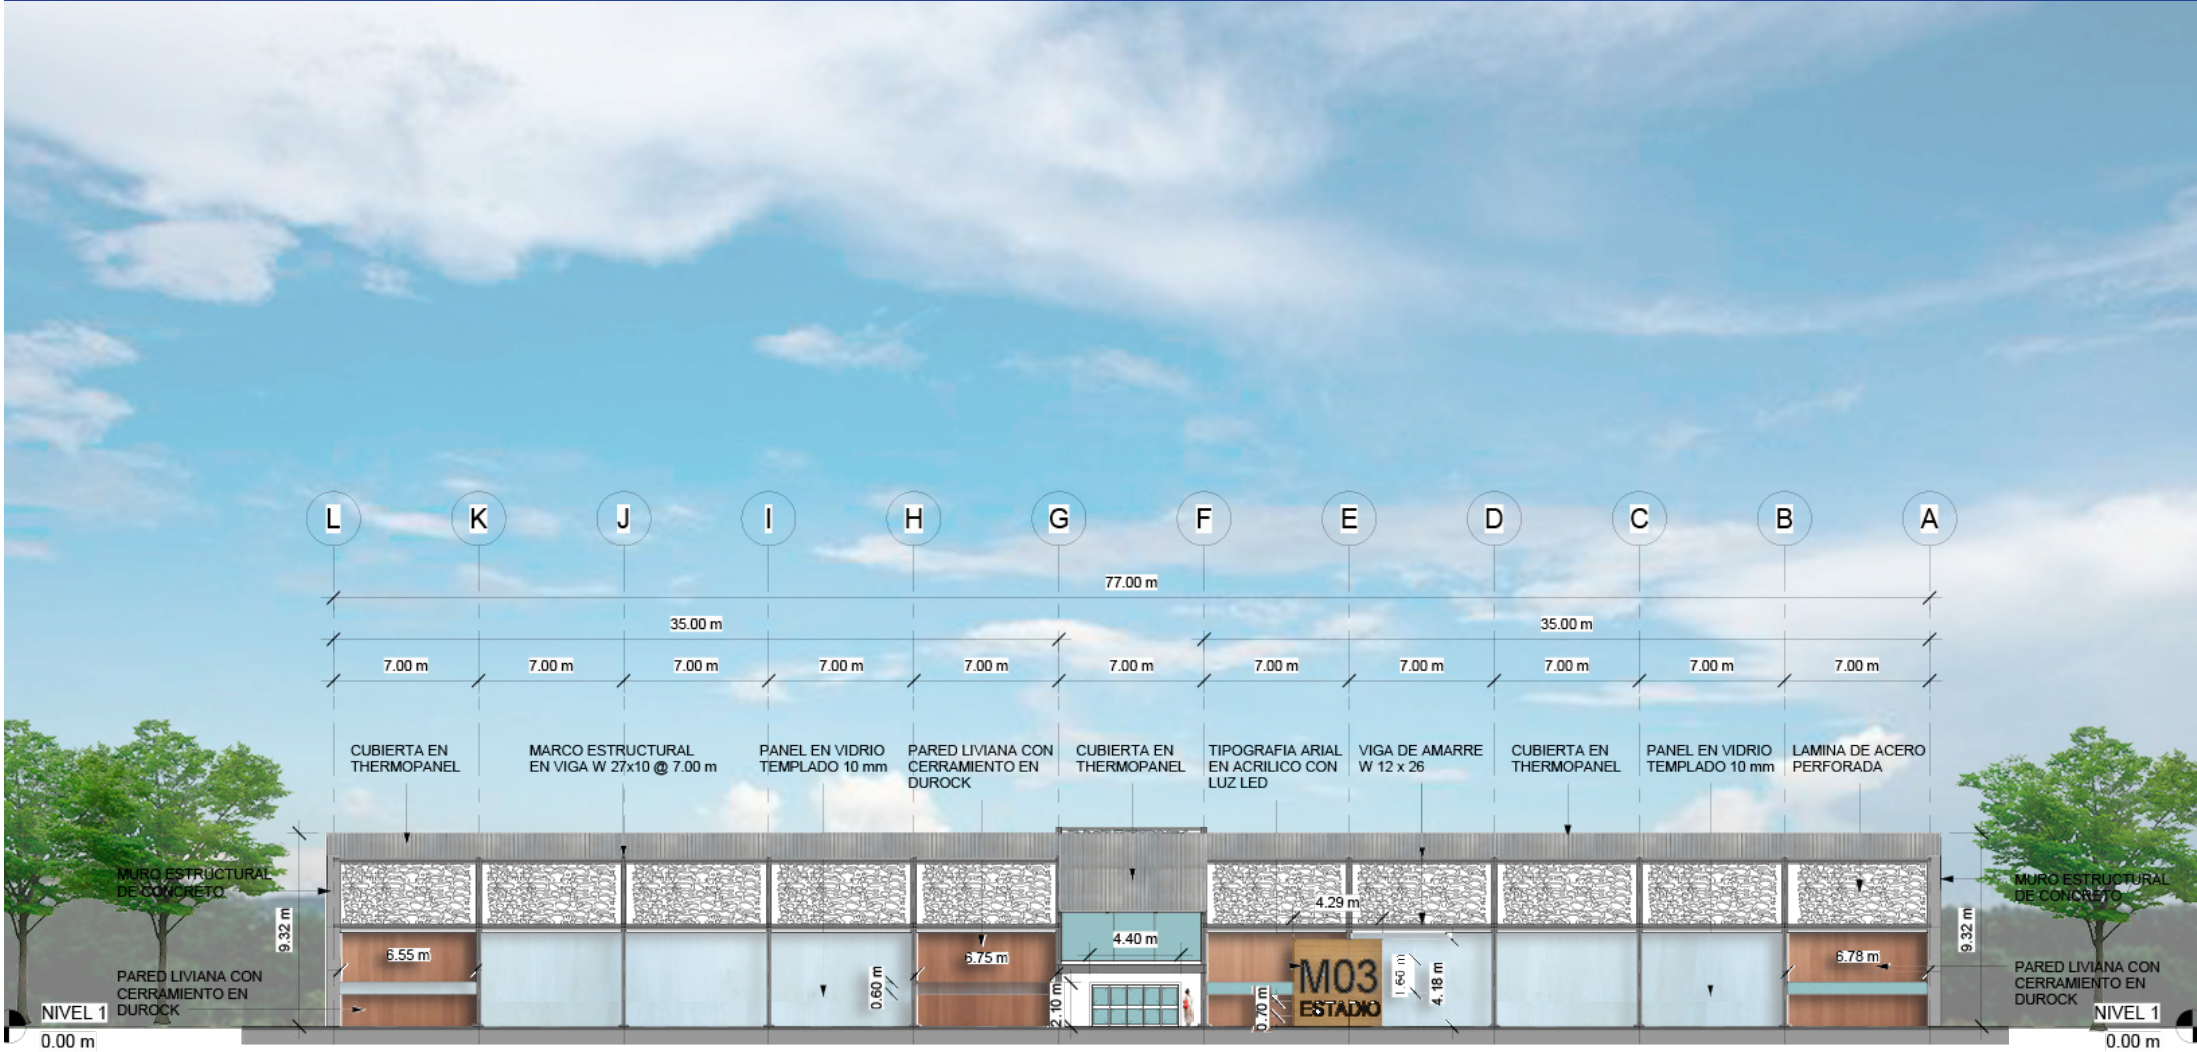 L K J I H G F E D C B A
77.00 m
35.00 m 35.00 m
7.00 m 7.00 m 7.00 m 7.00 m 7.00 m 7.00 m 7.00 m 7.00 m 7.00 m 7.00 m 7.00 m
CUBIERTA EN
THERMOPANEL
MARCO ESTRUCTURAL
EN VIGA W 27x10 @ 7.00 m
PANEL EN VIDRIO
TEMPLADO 10 mm
PARED LIVIANA CON
CERRAMIENTO EN
DUROCK
CUBIERTA EN
THERMOPANEL
TIPOGRAFIA ARIAL
EN ACRILICO CON
LUZ LED
VIGA DE AMARRE
W 12 x 26
CUBIERTA EN
THERMOPANEL
PANEL EN VIDRIO
TEMPLADO 10 mm
LAMINA DE ACERO
PERFORADA
MURO ESTRUCTURAL
DE CONCRETO
MURO ESTRUCTURAL
DE CONCRETO
4.29 m
9.32 m
9.32 m
6.55 m
6.75 m
4.40 m
6.78 m
0.60 m
2.10 m
0.70 m
M03
ESTADIO
1.60 m
4.18 m
PARED LIVIANA CON
CERRAMIENTO EN
DUROCK
PARED LIVIANA CON
CERRAMIENTO EN
DUROCK
NIVEL 1
0.00 m
NIVEL 1
0.00 m